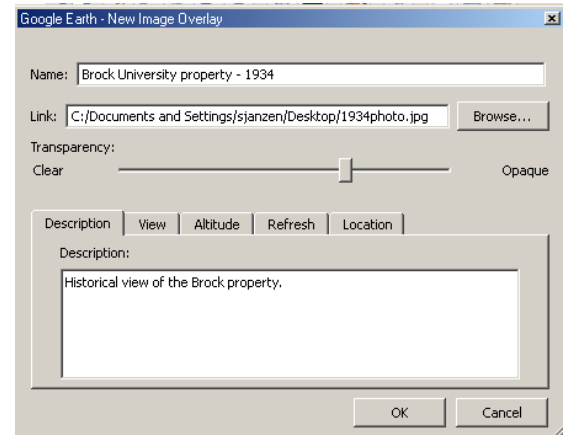 Google Earth - New Image Overlay
Name: Brock University property - 1934
Link: C:/Documents and Settings/sjanzen/Desktop/1934photo.jpg Browse...
Transparency:
Clear Opaque
Description View Altitude Refresh Location
Description:
Historical view of the Brock property.
OK Cancel